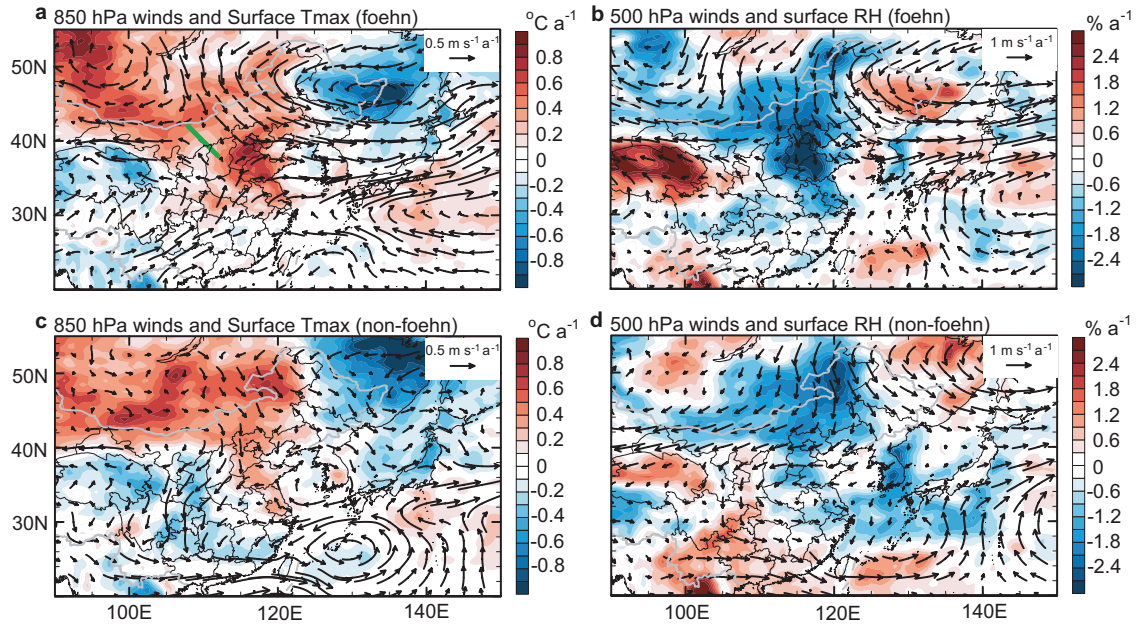 a 850 hPa winds and Surface Tmax (foehn) °C a⁻¹
0.5 m s⁻¹ a⁻¹
50N
40N
30N
0.8
0.6
0.4
0.2
0
-0.2
-0.4
-0.6
-0.8
b 500 hPa winds and Surface RH (foehn) % a⁻¹
1 m s⁻¹ a⁻¹
2.4
1.8
1.2
0.6
0
-0.6
-1.2
-1.8
-2.4
c 850 hPa winds and Surface Tmax (non-foehn) °C a⁻¹
0.5 m s⁻¹ a⁻¹
50N
40N
30N
100E 120E 140E
0.8
0.6
0.4
0.2
0
-0.2
-0.4
-0.6
-0.8
d 500 hPa winds and surface RH (non-foehn) % a⁻¹
1 m s⁻¹ a⁻¹
100E 120E 140E
2.4
1.8
1.2
0.6
0
-0.6
-1.2
-1.8
-2.4